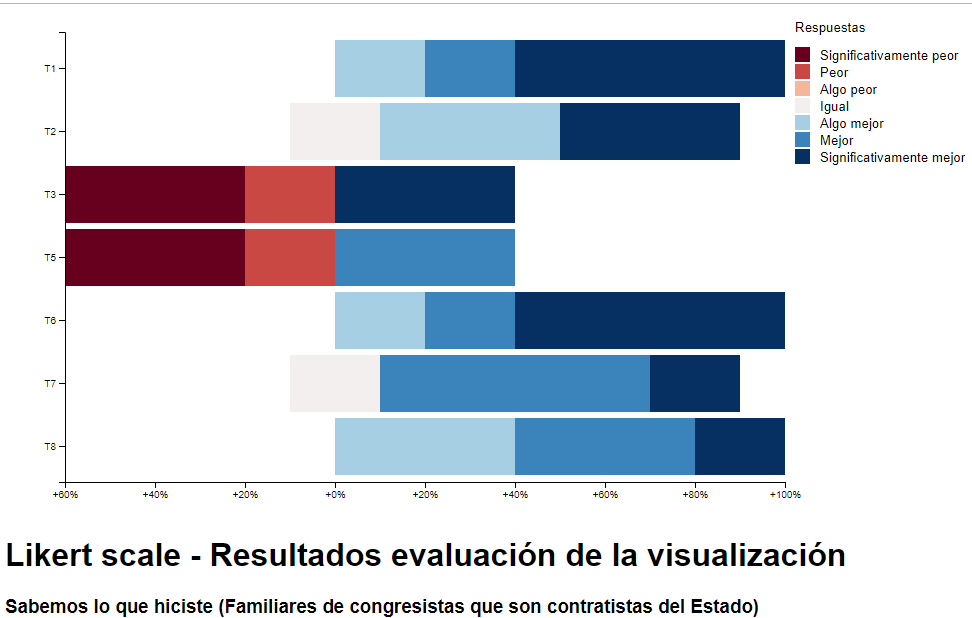 Respuestas
Significativamente peor
Peor
Algo peor
Igual
Algo mejor
Mejor
Significativamente mejor
T1
T2
T3
T5
T6
T7
T8
+60% +40% +20% +0% +20% +40% +60% +80% +100%
Likert scale - Resultados evaluación de la visualización
Sabemos lo que hiciste (Familiares de congresistas que son contratistas del Estado)